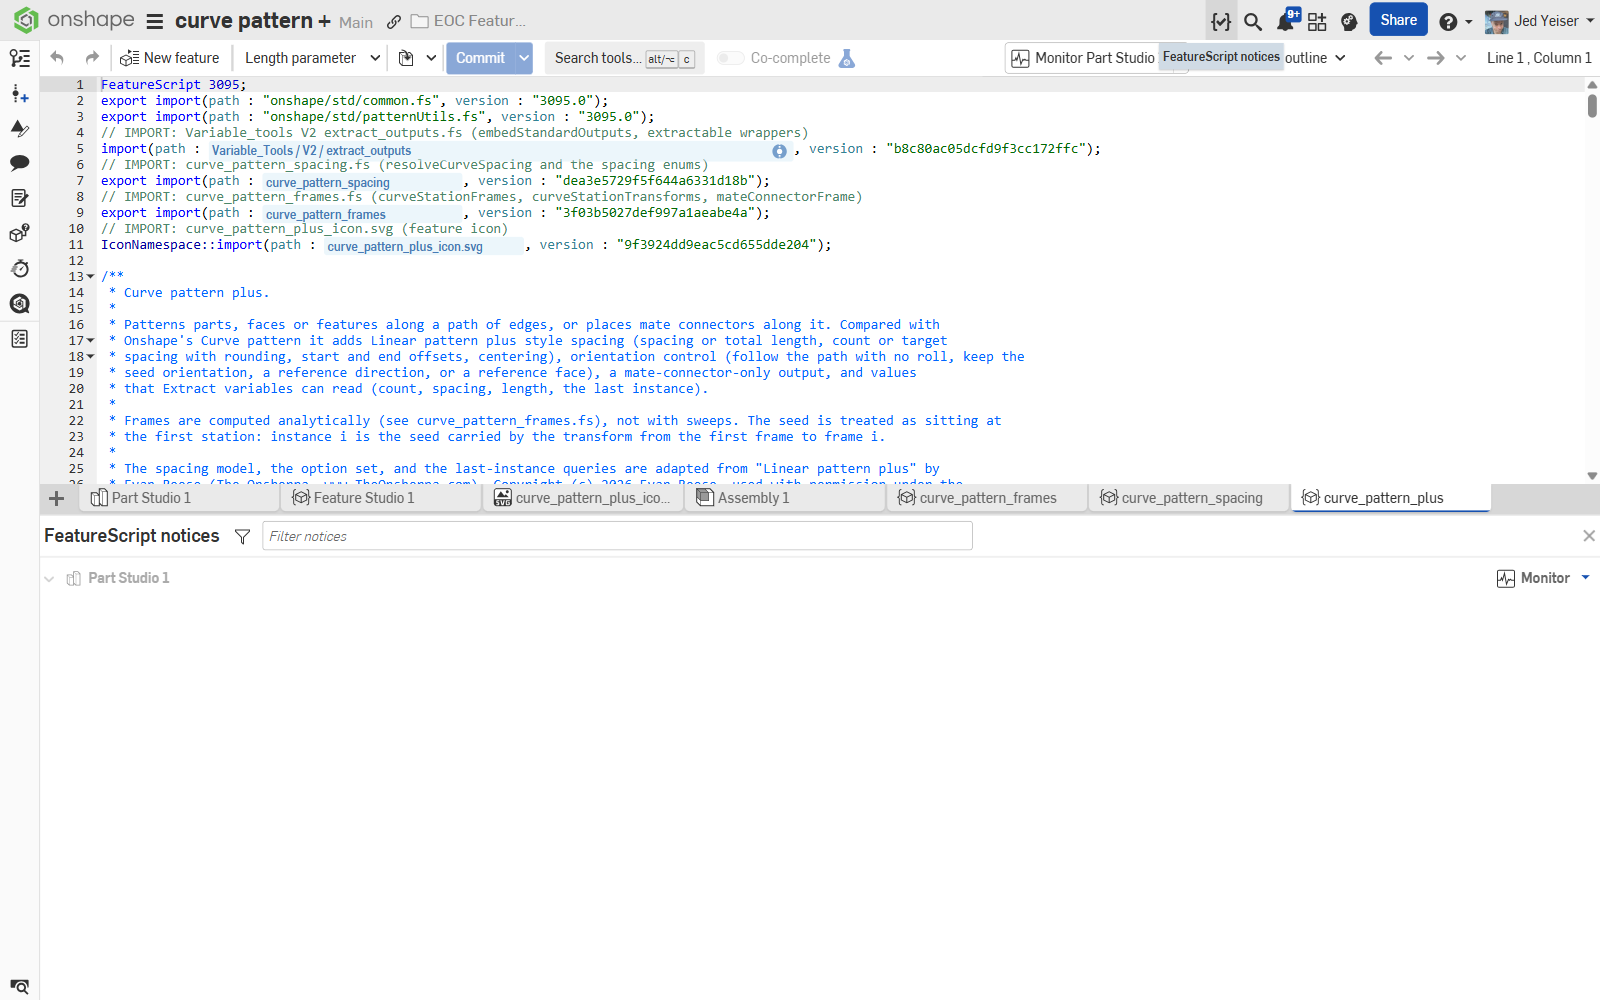 onshape curve pattern + Main EOC Featur... 9+ Share Jed Yeiser
New feature Length parameter Commit Search tools... alt/⌥ c Co-complete Monitor Part Studio FeatureScript notices outline Line 1 , Column 1
1 FeatureScript 3095;
2 export import(path : "onshape/std/common.fs", version : "3095.0");
3 export import(path : "onshape/std/patternUtils.fs", version : "3095.0");
4 // IMPORT: Variable_tools V2 extract_outputs.fs (embedStandardOutputs, extractable wrappers)
5 import(path : Variable_Tools / V2 / extract_outputs , version : "b8c80ac05dcfd9f3cc172ffc");
6 // IMPORT: curve_pattern_spacing.fs (resolveCurveSpacing and the spacing enums)
7 export import(path : curve_pattern_spacing , version : "dea3e5729f5f644a6331d18b");
8 // IMPORT: curve_pattern_frames.fs (curveStationFrames, curveStationTransforms, mateConnectorFrame)
9 export import(path : curve_pattern_frames , version : "3f03b5027def997a1aeabe4a");
10 // IMPORT: curve_pattern_plus_icon.svg (feature icon)
11 IconNamespace::import(path : curve_pattern_plus_icon.svg , version : "9f3924dd9eac5cd655dde204");
12
13 /**
14 * Curve pattern plus.
15 *
16 * Patterns parts, faces or features along a path of edges, or places mate connectors along it. Compared with
17 * Onshape's Curve pattern it adds Linear pattern plus style spacing (spacing or total length, count or target
18 * spacing with rounding, start and end offsets, centering), orientation control (follow the path with no roll, keep the
19 * seed orientation, a reference direction, or a reference face), a mate-connector-only output, and values
20 * that Extract variables can read (count, spacing, length, the last instance).
21 *
22 * Frames are computed analytically (see curve_pattern_frames.fs), not with sweeps. The seed is treated as sitting at
23 * the first station: instance i is the seed carried by the transform from the first frame to frame i.
24 *
25 * The spacing model, the option set, and the last-instance queries are adapted from "Linear pattern plus" by
Part Studio 1 Feature Studio 1 curve_pattern_plus_ico... Assembly 1 curve_pattern_frames curve_pattern_spacing curve_pattern_plus
FeatureScript notices Filter notices
Part Studio 1 Monitor